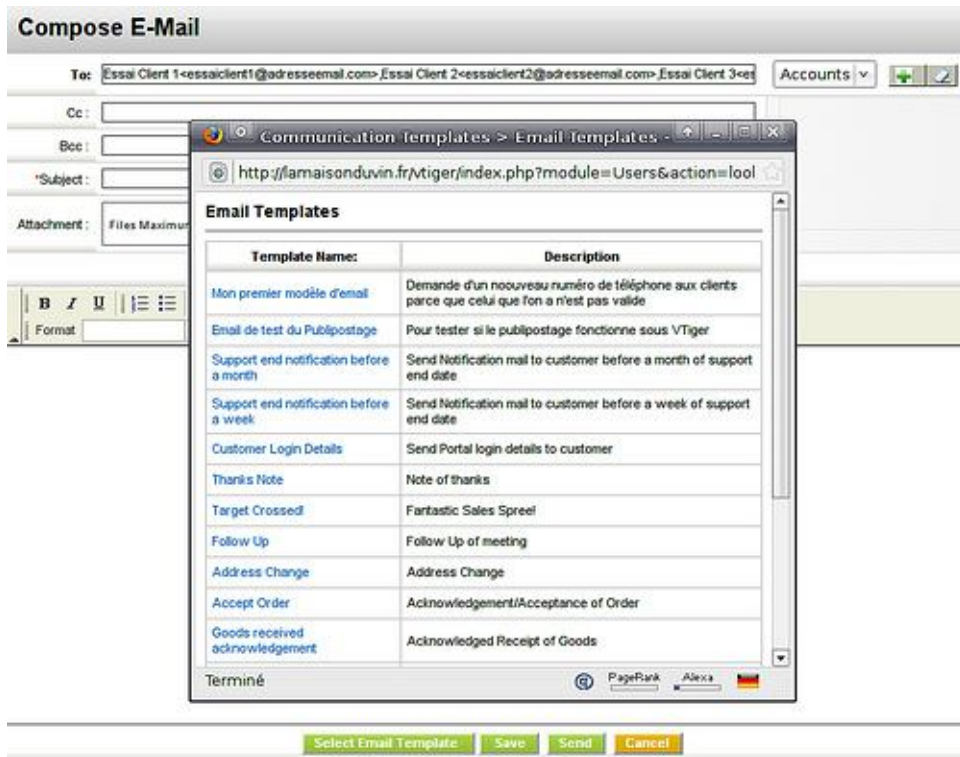 Compose E-Mail
To: Essai Client 1<essaiclient1@adresseemail.com>,Essai Client 2<essaiclient2@adresseemail.com>,Essai Client 3<es
Accounts
Cc :
Bcc :
*Subject :
Attachment : Files Maximum
B I U
Format
Communication Templates > Email Templates -
http://lamaisonduvin.fr/vtiger/index.php?module=Users&action=lool
Email Templates
Template Name: Description
Mon premier modèle d'email
Demande d'un noouveau numéro de téléphone aux clients
parce que celui que l'on a n'est pas valide
Email de test du Publipostage
Pour tester si le publipostage fonctionne sous VTiger
Support end notification before
a month
Send Notification mail to customer before a month of support
end date
Support end notification before
a week
Send Notification mail to customer before a week of support
end date
Customer Login Details
Send Portal login details to customer
Thanks Note
Note of thanks
Target Crossed!
Fantastic Sales Spree!
Follow Up
Follow Up of meeting
Address Change
Address Change
Accept Order
Acknowledgement/Acceptance of Order
Goods received
acknowledgement
Acknowledged Receipt of Goods
Terminé
PageRank Alexa
Select Email Template Save Send Cancel